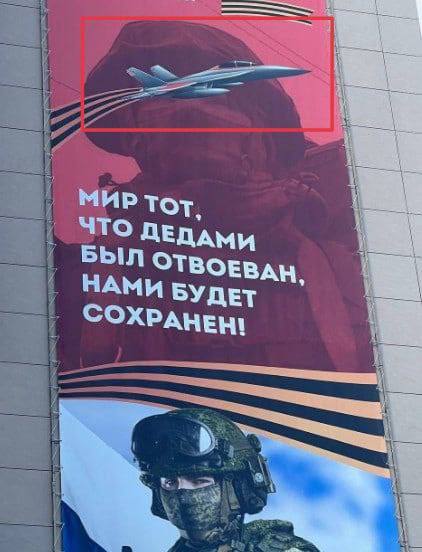 МИР ТОТ,
ЧТО ДЕДАМИ
БЫЛ ОТВОЕВАН,
НАМИ БУДЕТ
СОХРАНЕН!